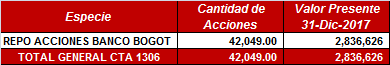 Especie Cantidad de Acciones Valor Presente 31-Dic-2017
REPO ACCIONES BANCO BOGOT 42,049.00 2,836,626
TOTAL GENERAL CTA 1306 42,049.00 2,836,626